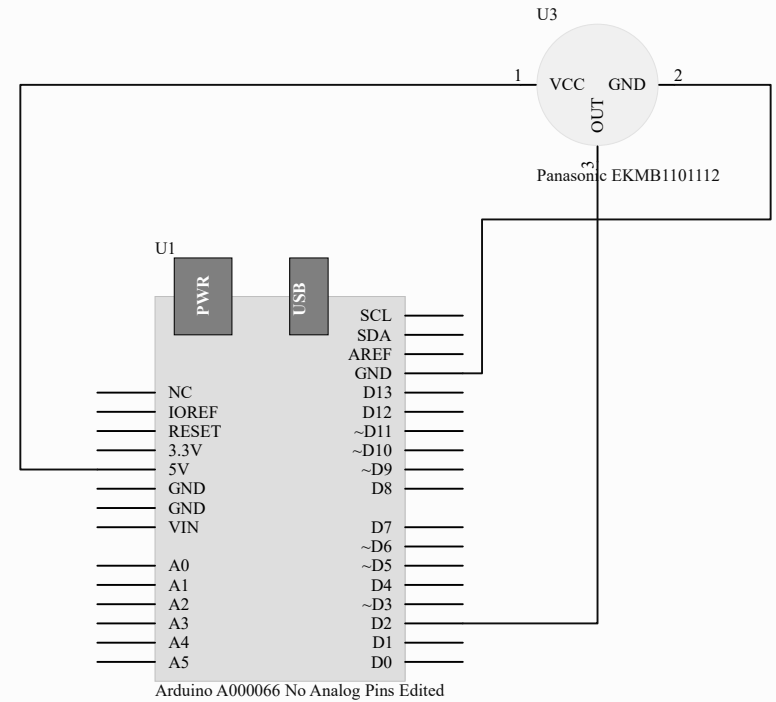 U3
1
VCC
GND
2
OUT
3
Panasonic EKMB1101112
U1
PWR
USB
SCL
SDA
AREF
GND
NC
D13
IOREF
D12
RESET
~D11
3.3V
~D10
5V
~D9
GND
D8
GND
VIN
D7
~D6
A0
~D5
A1
D4
A2
~D3
A3
D2
A4
D1
A5
D0
Arduino A000066 No Analog Pins Edited